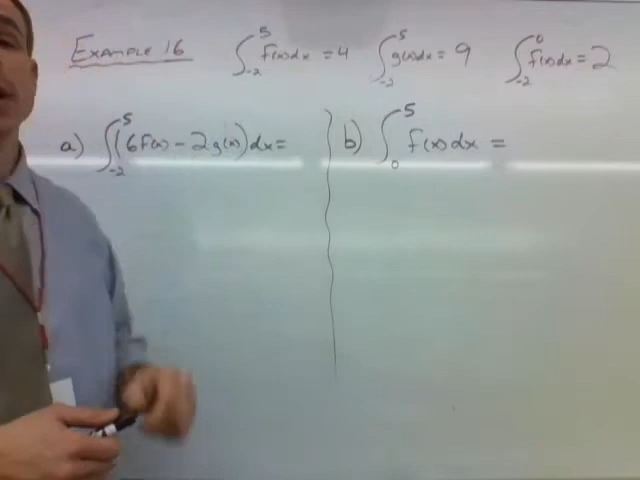 Example 16 ∫₋₂⁵ f(x)dx = 4 ∫₋₂⁵ g(x)dx = 9 ∫₋₂⁰ f(x)dx = 2
a) ∫₋₂⁵ (6f(x) - 2g(x))dx = b) ∫₀⁵ f(x)dx =